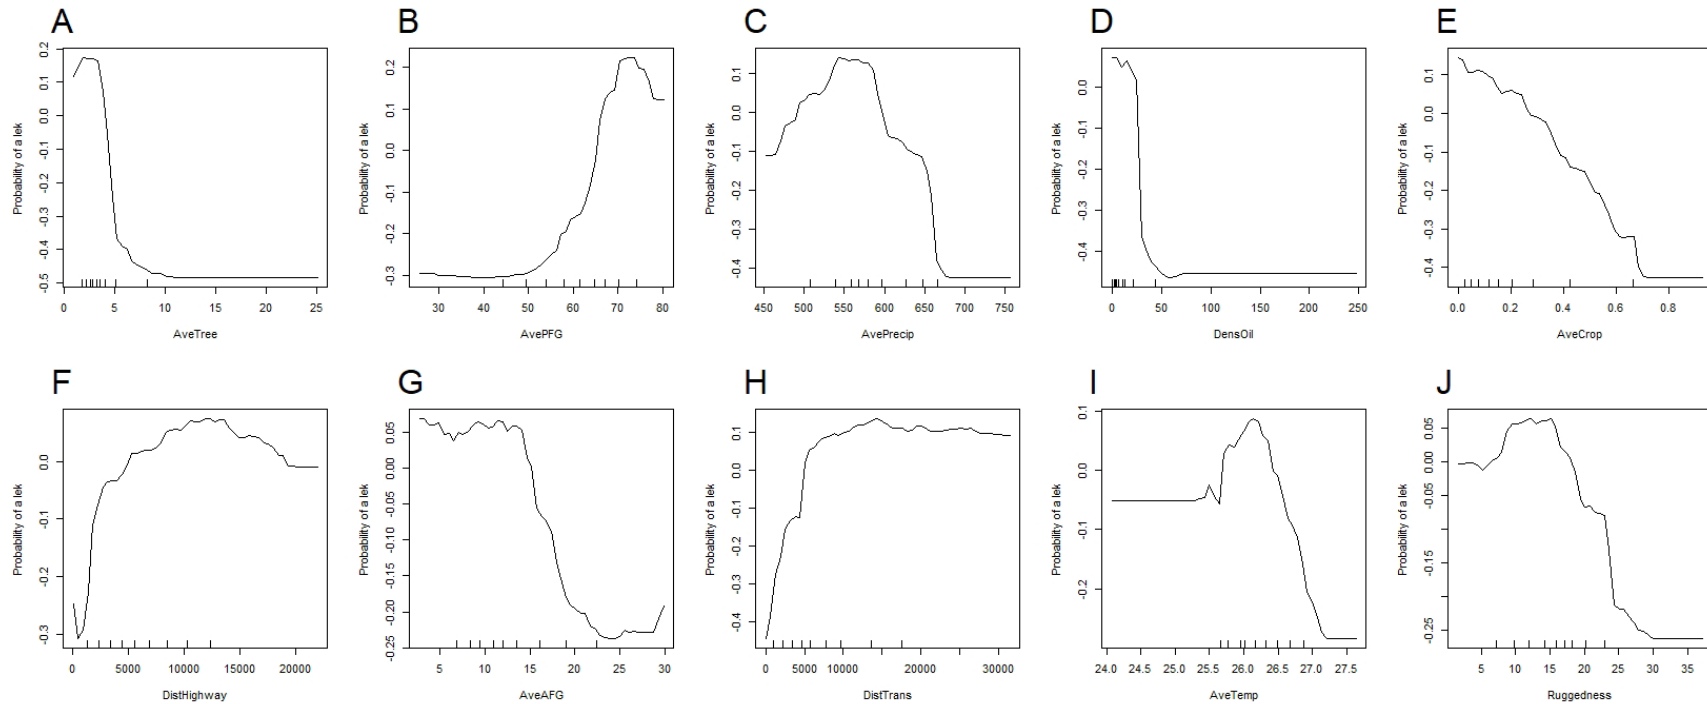 A
B
C
D
E
Probability of a lek
0.2
0.1
0.0
-0.1
-0.2
-0.3
-0.4
-0.5
0 5 10 15 20 25
AveTree
Probability of a lek
0.2
0.1
0.0
-0.1
-0.2
-0.3
30 40 50 60 70 80
AvePFG
Probability of a lek
0.1
0.0
-0.1
-0.2
-0.3
-0.4
450 500 550 600 650 700 750
AvePrecip
Probability of a lek
0.0
-0.1
-0.2
-0.3
-0.4
0 50 100 150 200 250
DensOil
Probability of a lek
0.1
0.0
-0.1
-0.2
-0.3
-0.4
0.0 0.2 0.4 0.6 0.8
AveCrop
F
G
H
I
J
Probability of a lek
0.0
-0.1
-0.2
-0.3
0 5000 10000 15000 20000
DistHighway
Probability of a lek
0.05
0.00
-0.05
-0.10
-0.15
-0.20
-0.25
5 10 15 20 25 30
AveAFG
Probability of a lek
0.1
0.0
-0.1
-0.2
-0.3
-0.4
0 5000 10000 20000 30000
DistTrans
Probability of a lek
0.1
0.0
-0.1
-0.2
24.0 24.5 25.0 25.5 26.0 26.5 27.0 27.5
AveTemp
Probability of a lek
0.05
0.00
-0.05
-0.15
-0.25
5 10 15 20 25 30 35
Ruggedness